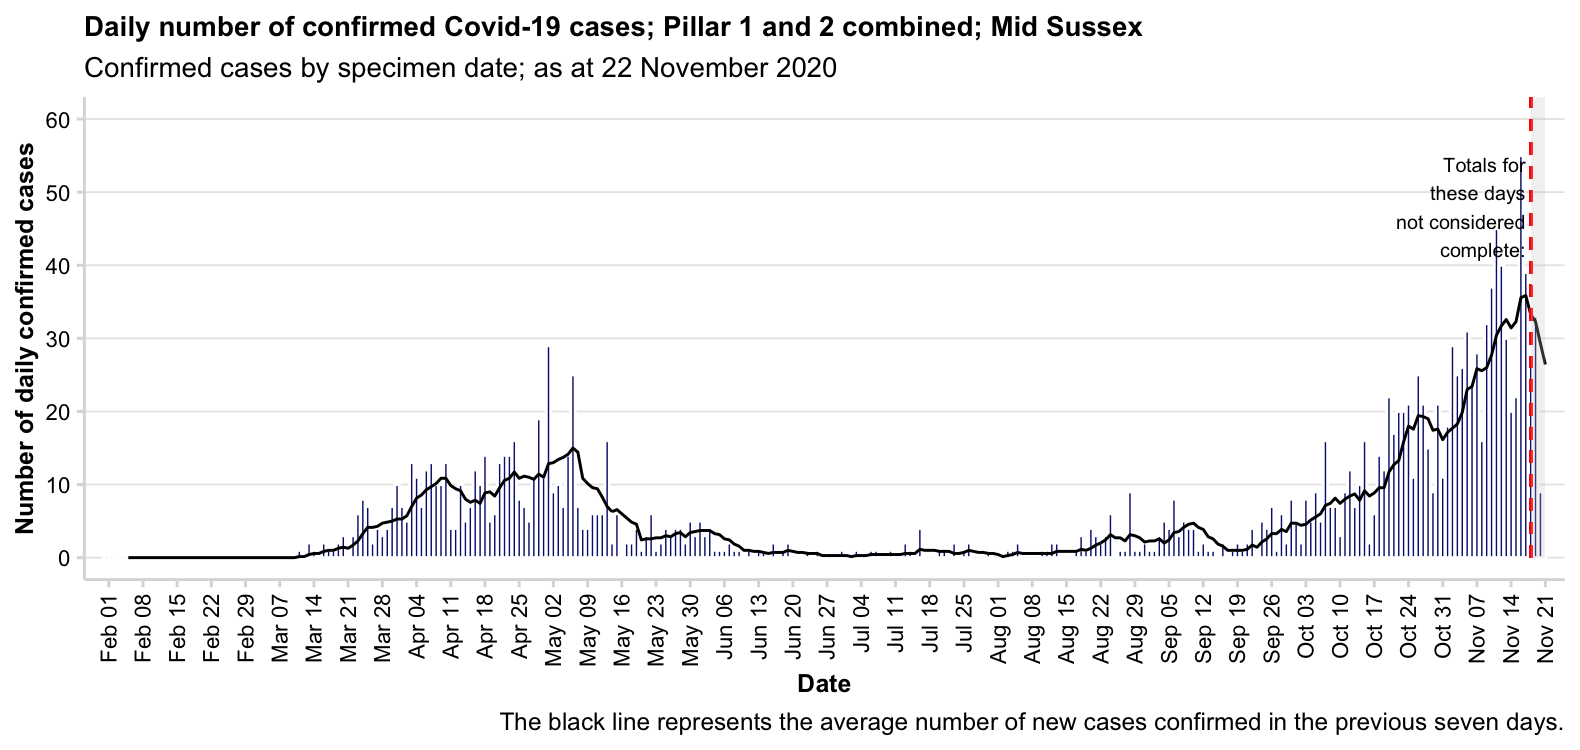 Daily number of confirmed Covid-19 cases; Pillar 1 and 2 combined; Mid Sussex
Confirmed cases by specimen date; as at 22 November 2020
Number of daily confirmed cases
60
50
40
30
20
10
0
Totals for
these days
not considered
complete:
Feb 01
Feb 08
Feb 15
Feb 22
Feb 29
Mar 07
Mar 14
Mar 21
Mar 28
Apr 04
Apr 11
Apr 18
Apr 25
May 02
May 09
May 16
May 23
May 30
Jun 06
Jun 13
Jun 20
Jun 27
Jul 04
Jul 11
Jul 18
Jul 25
Aug 01
Aug 08
Aug 15
Aug 22
Aug 29
Sep 05
Sep 12
Sep 19
Sep 26
Oct 03
Oct 10
Oct 17
Oct 24
Oct 31
Nov 07
Nov 14
Nov 21
Date
The black line represents the average number of new cases confirmed in the previous seven days.